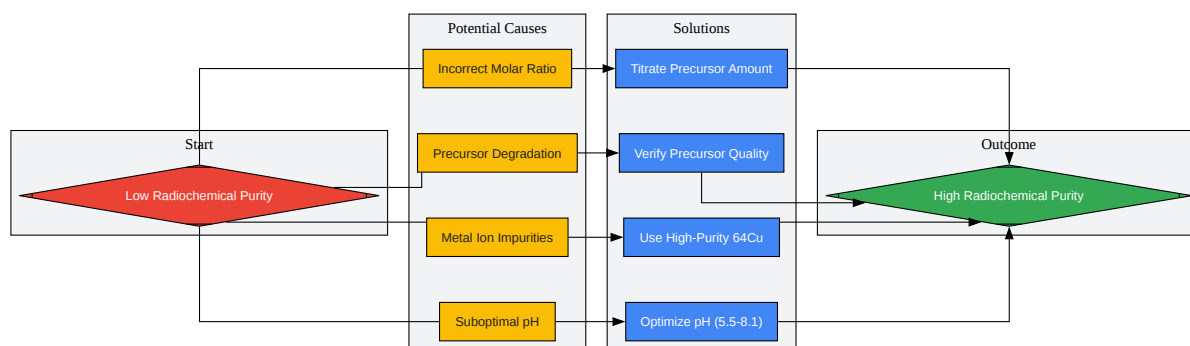 Potential Causes
Solutions
Incorrect Molar Ratio
Titrate Precursor Amount
Start
Outcome
Precursor Degradation
Verify Precursor Quality
Low Radiochemical Purity
High Radiochemical Purity
Metal Ion Impurities
Use High-Purity 64Cu
Suboptimal pH
Optimize pH (5.5-8.1)